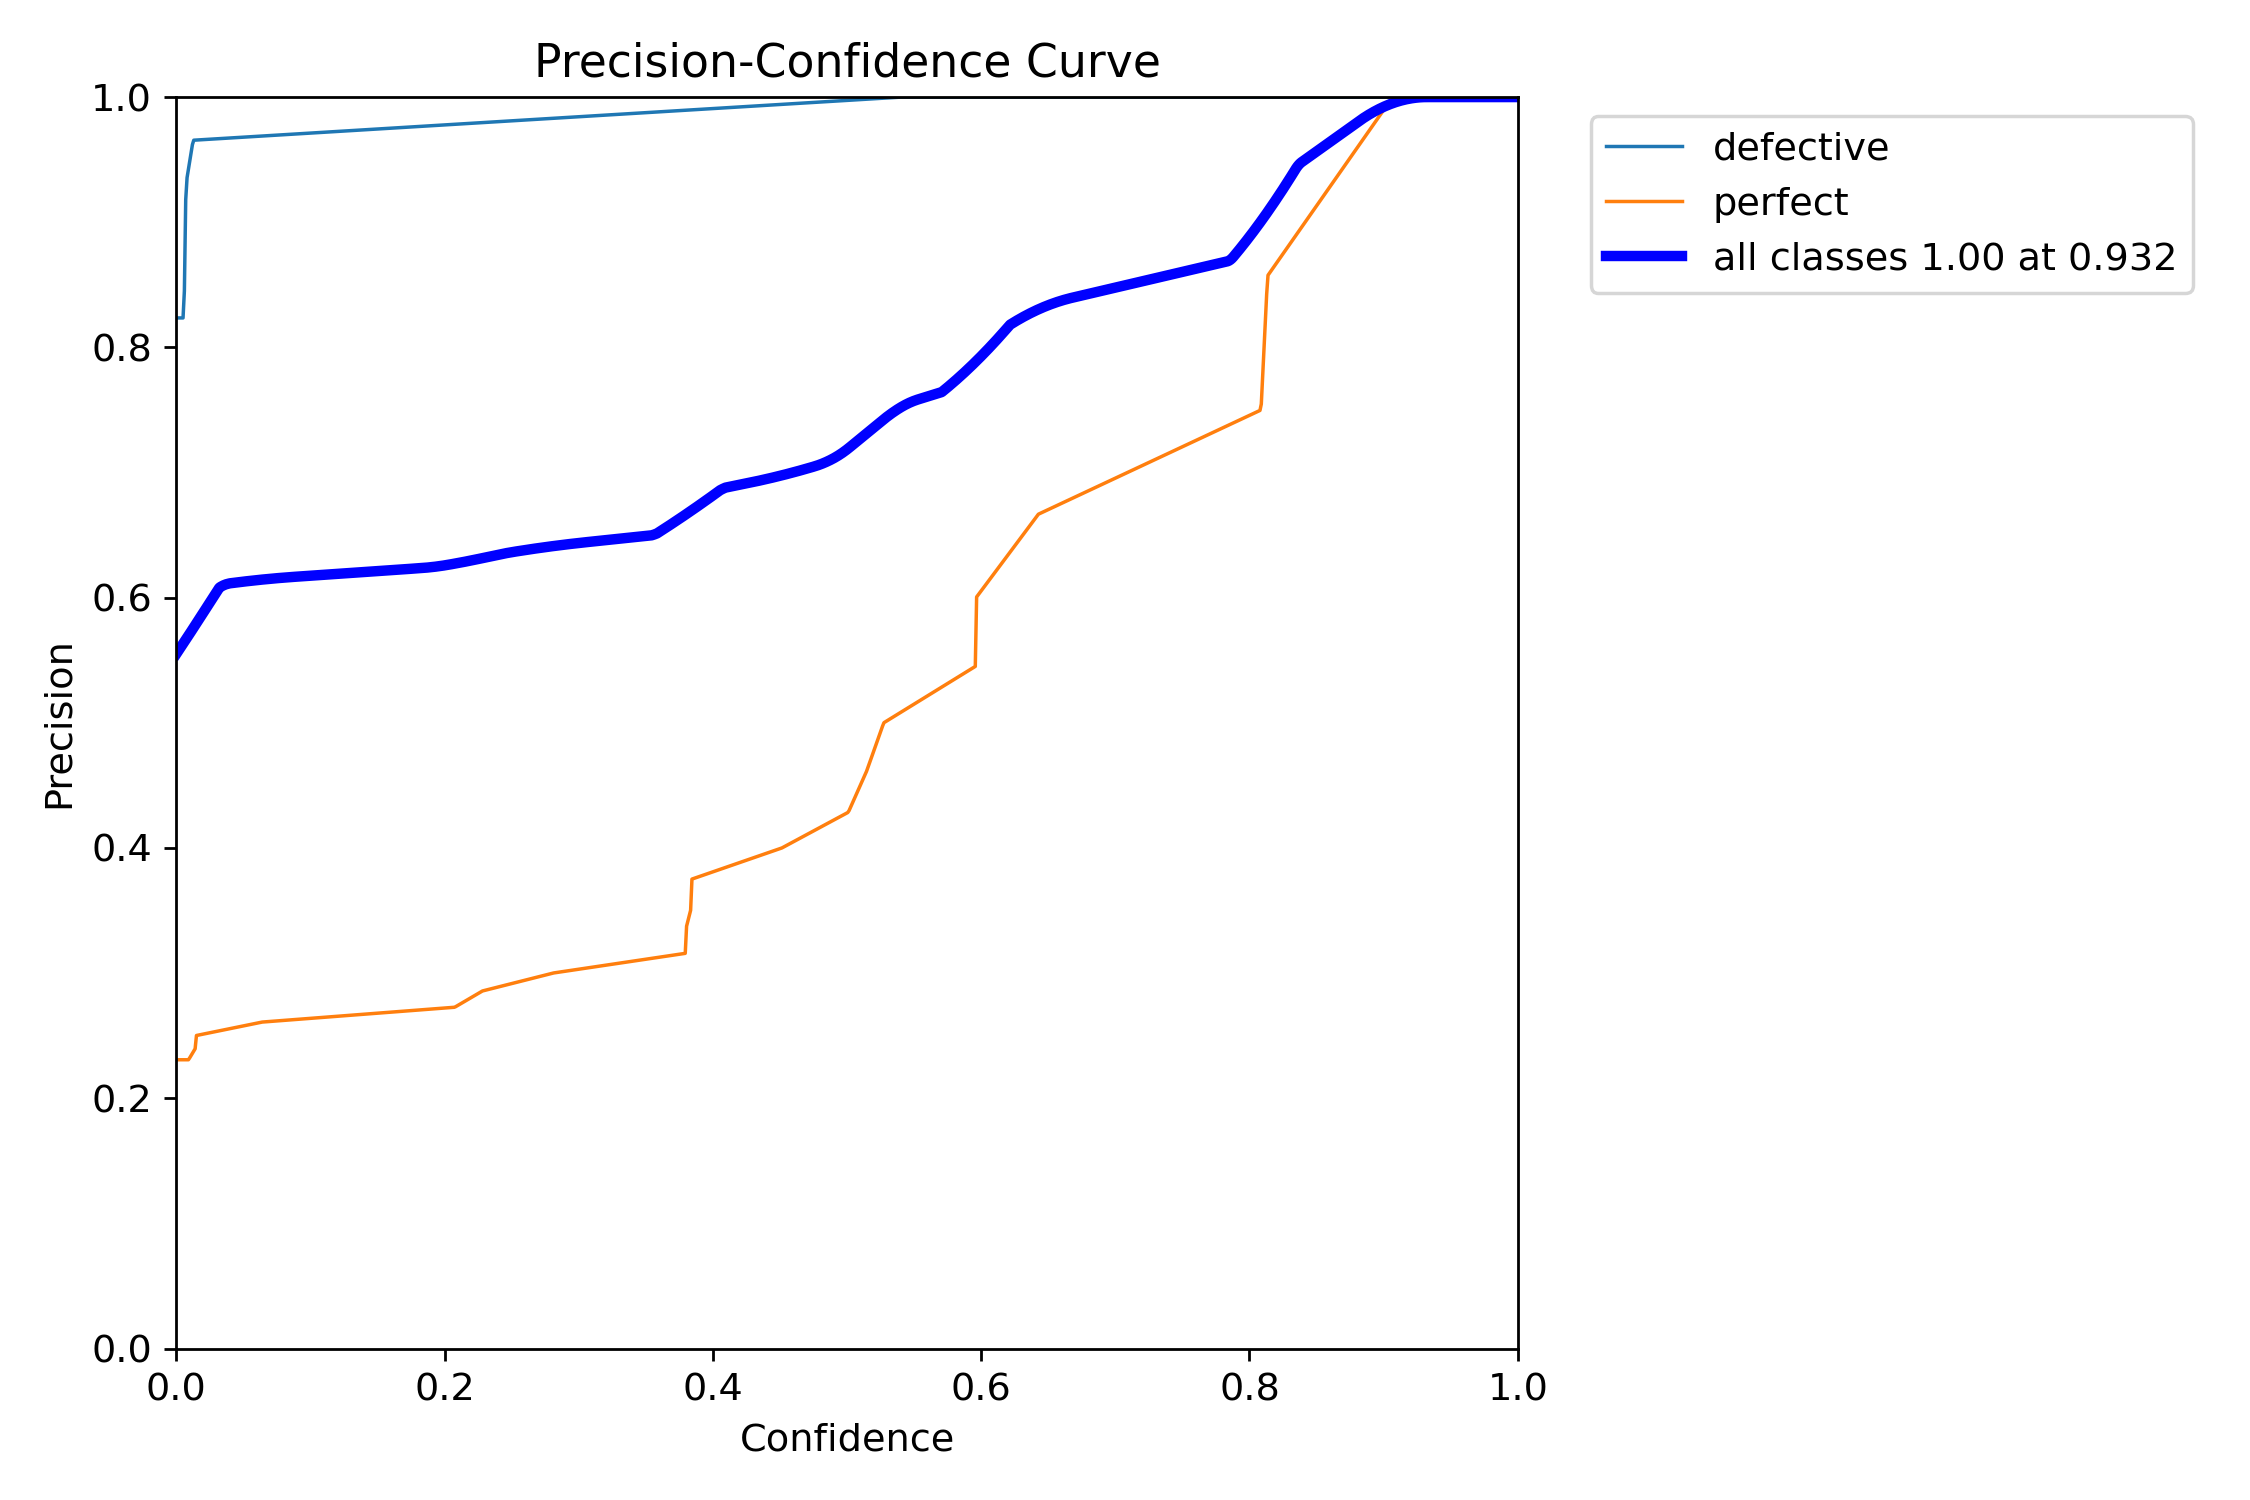 Precision-Confidence Curve
1.0
0.8
0.6
0.4
0.2
0.0
Precision
0.0 0.2 0.4 0.6 0.8 1.0
Confidence
defective
perfect
all classes 1.00 at 0.932